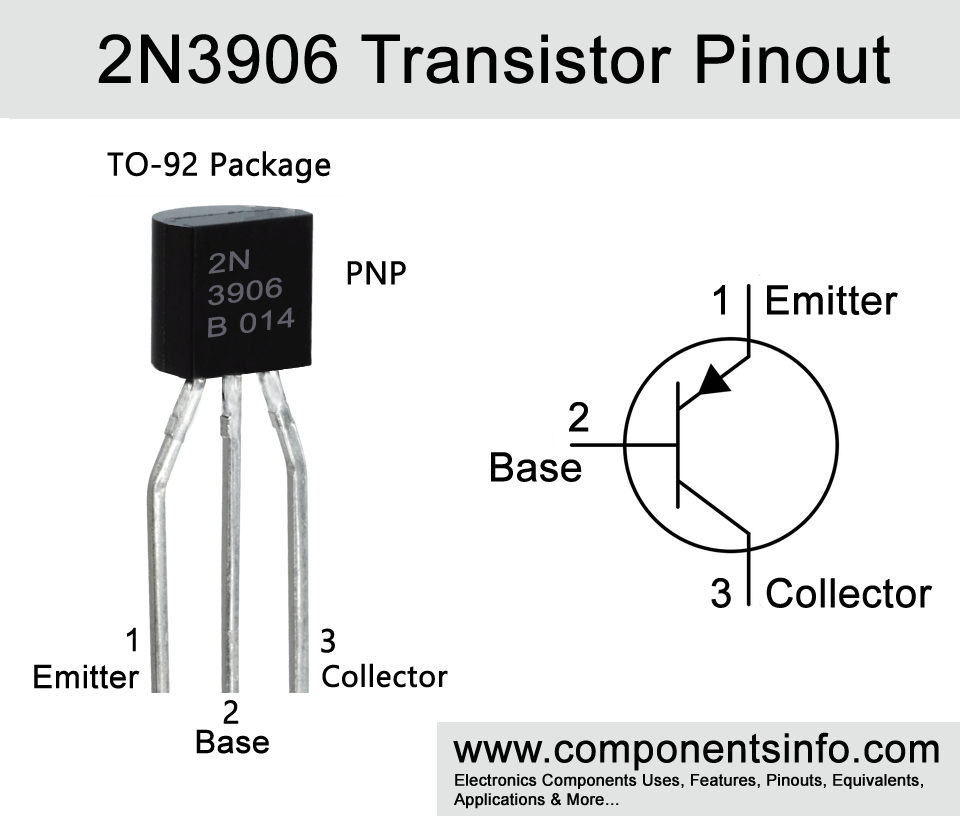 2N3906 Transistor Pinout
TO-92 Package
2N
3906
B 014
PNP
1
Emitter
2
Base
3
Collector
1 Emitter
2
Base
3 Collector
www.componentsinfo.com
Electronics Components Uses, Features, Pinouts, Equivalents,
Applications & More...